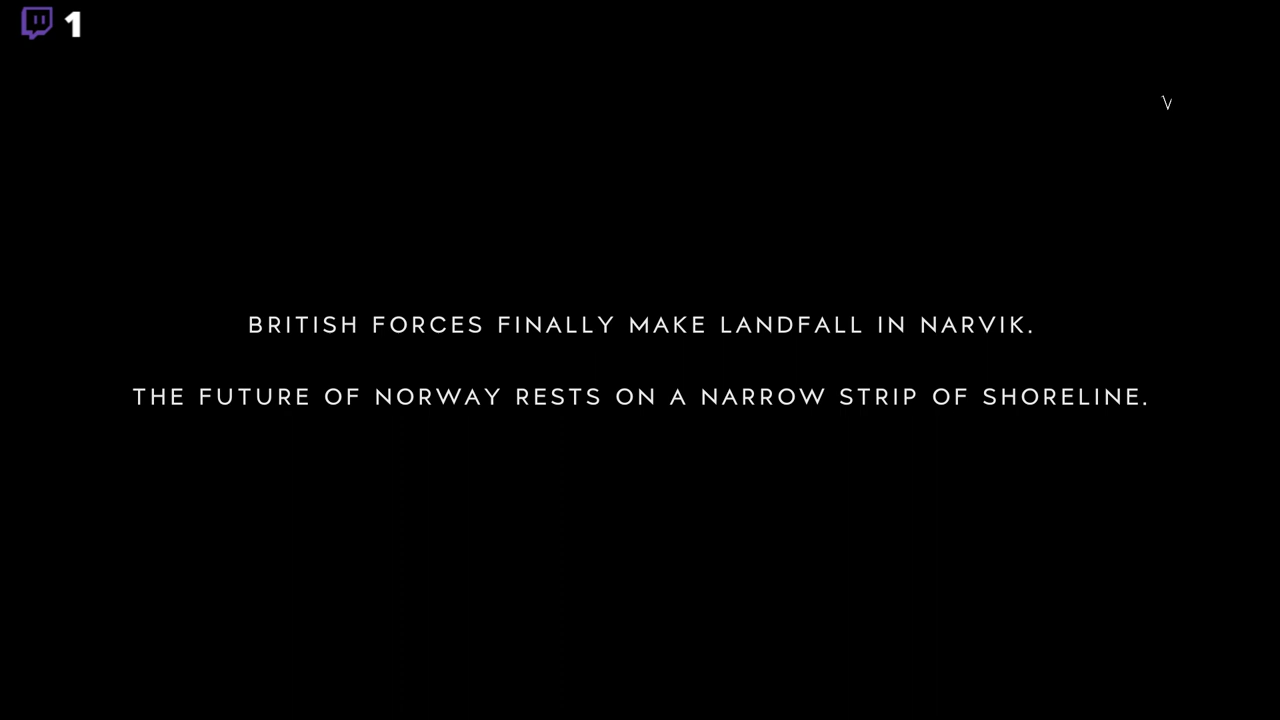 1
V
BRITISH FORCES FINALLY MAKE LANDFALL IN NARVIK.
THE FUTURE OF NORWAY RESTS ON A NARROW STRIP OF SHORELINE.